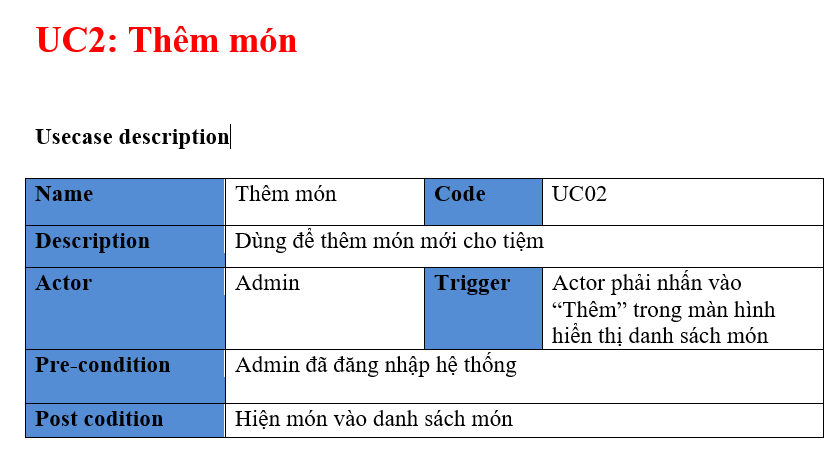 UC2: Thêm món
Usecase description
Name Thêm món Code UC02
Description Dùng để thêm món mới cho tiệm
Actor Admin Trigger Actor phải nhấn vào
“Thêm” trong màn hình
hiển thị danh sách món
Pre-condition Admin đã đăng nhập hệ thống
Post codition Hiện món vào danh sách món